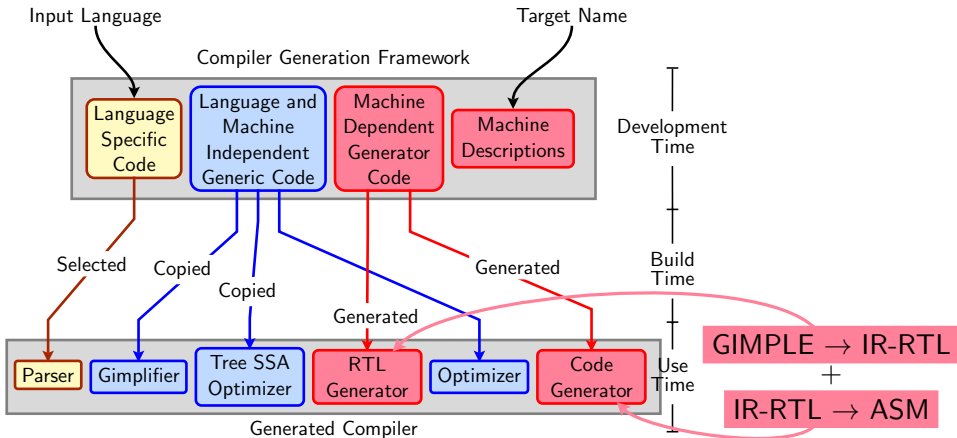 Input Language
Target Name
Compiler Generation Framework
Language
Specific
Code
Language and
Machine
Independent
Generic Code
Machine
Dependent
Generator
Code
Machine
Descriptions
Development
Time
Selected
Copied
Copied
Generated
Generated
Build
Time
Parser
Gimplifier
Tree SSA
Optimizer
RTL
Generator
Optimizer
Code
Generator
Use
Time
GIMPLE → IR-RTL
+
IR-RTL → ASM
Generated Compiler